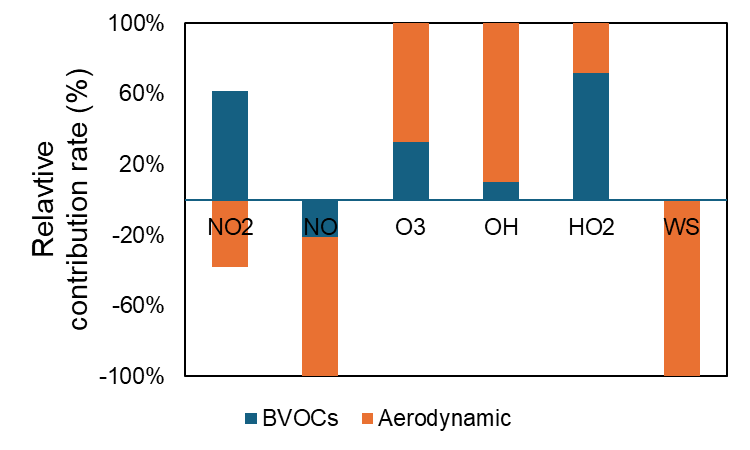 100%
60%
20%
-20%
-60%
-100%
Relavtive
contribution rate (%)
NO2 NO O3 OH HO2 WS
BVOCs Aerodynamic